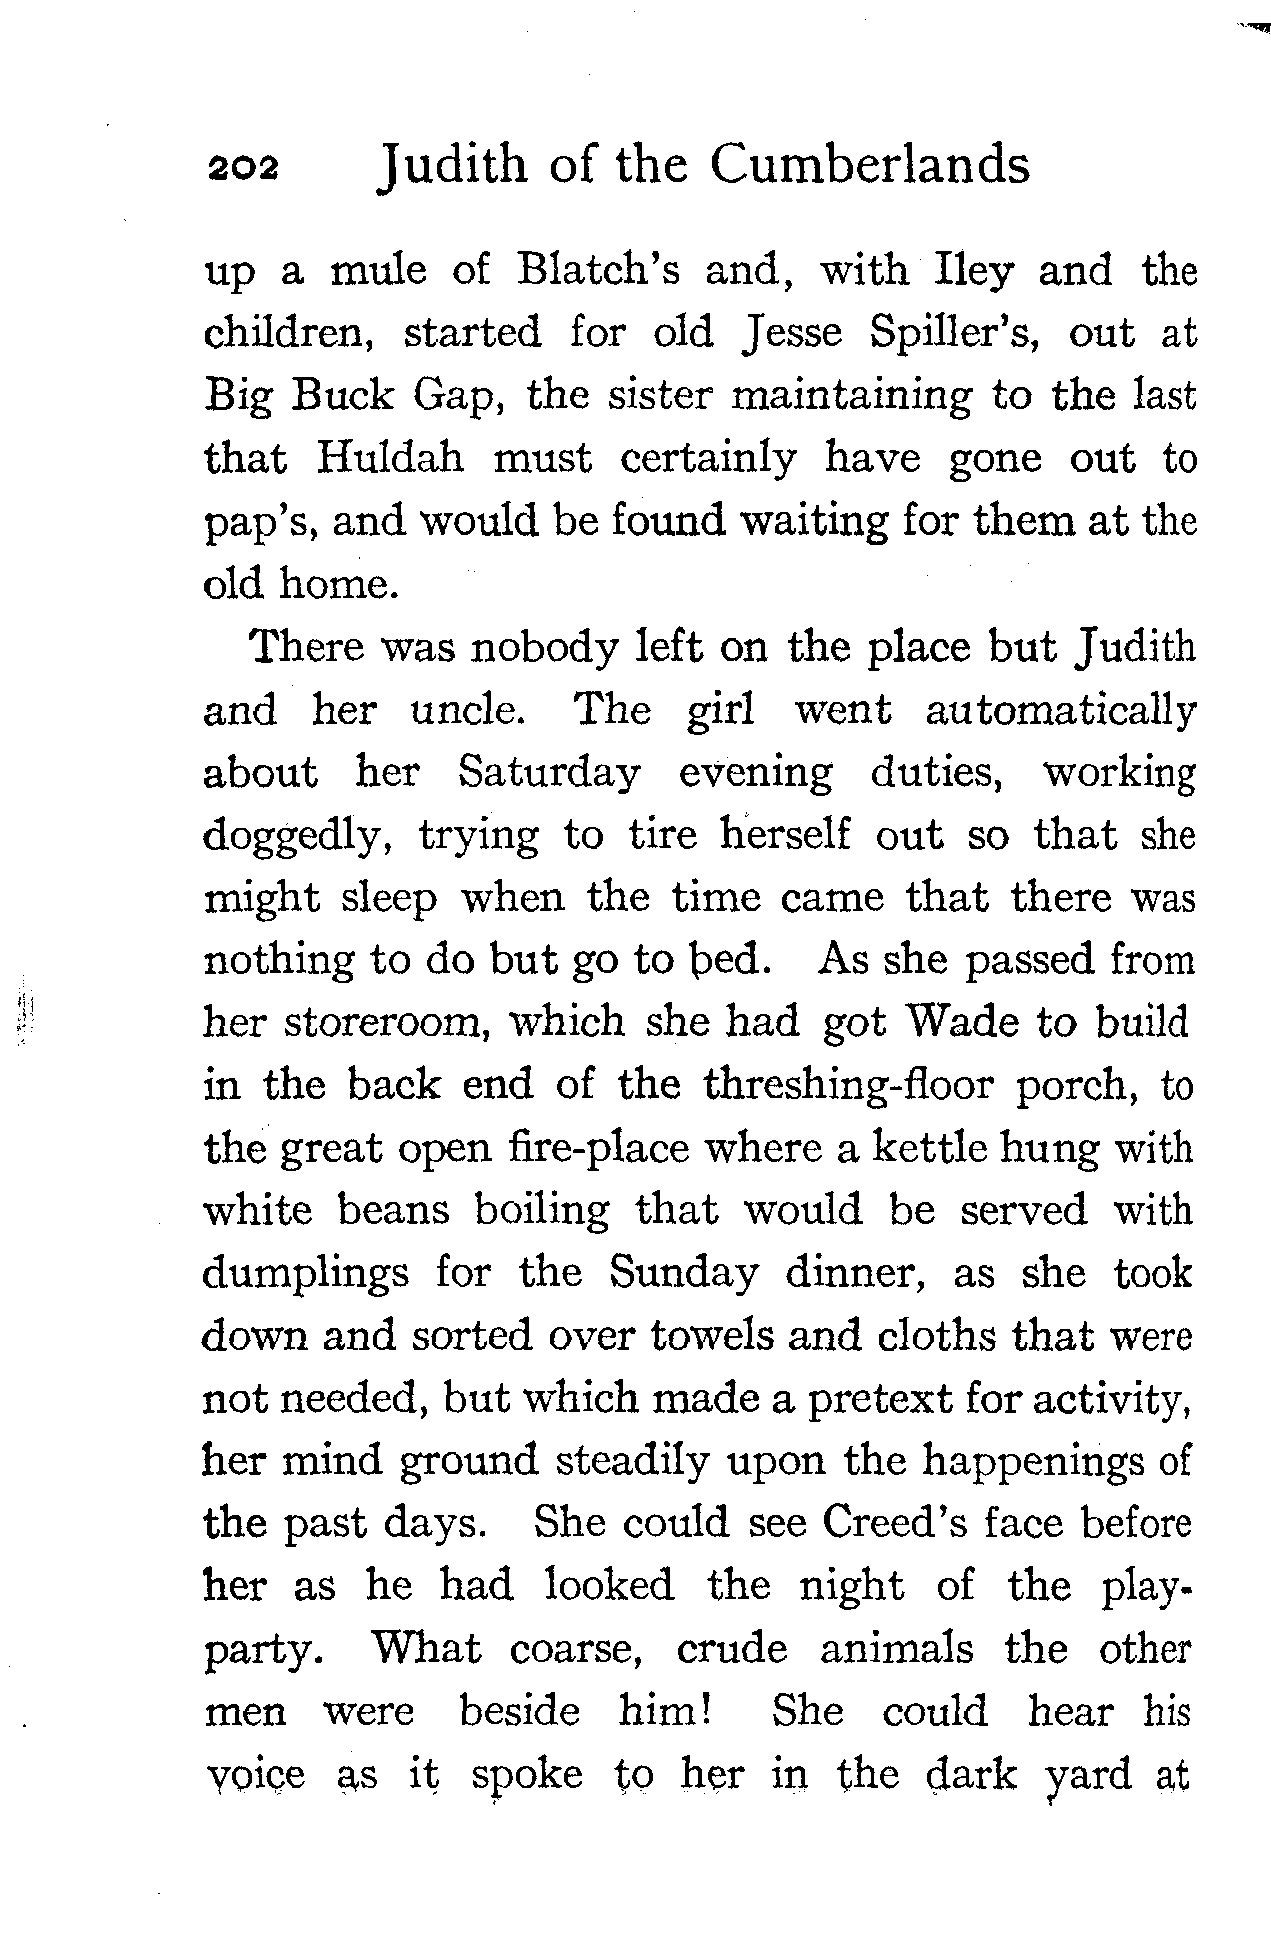 202 Judith of the Cumberlands
up a mule of Blatch's and, with Iley and the
children, started for old Jesse Spiller's, out at
Big Buck Gap, the sister maintaining to the last
that Huldah must certainly have gone out to
pap's, and would be found waiting for them at the
old home.
There was nobody left on the place but Judith
and her uncle. The girl went automatically
about her Saturday evening duties, working
doggedly, trying to tire herself out so that she
might sleep when the time came that there was
nothing to do but go to bed. As she passed from
her storeroom, which she had got Wade to build
in the back end of the threshing-floor porch, to
the great open fire-place where a kettle hung with
white beans boiling that would be served with
dumplings for the Sunday dinner, as she took
down and sorted over towels and cloths that were
not needed, but which made a pretext for activity,
her mind ground steadily upon the happenings of
the past days. She could see Creed's face before
her as he had looked the night of the play-
party. What coarse, crude animals the other
men were beside him! She could hear his
voice as it spoke to her in the dark yard at